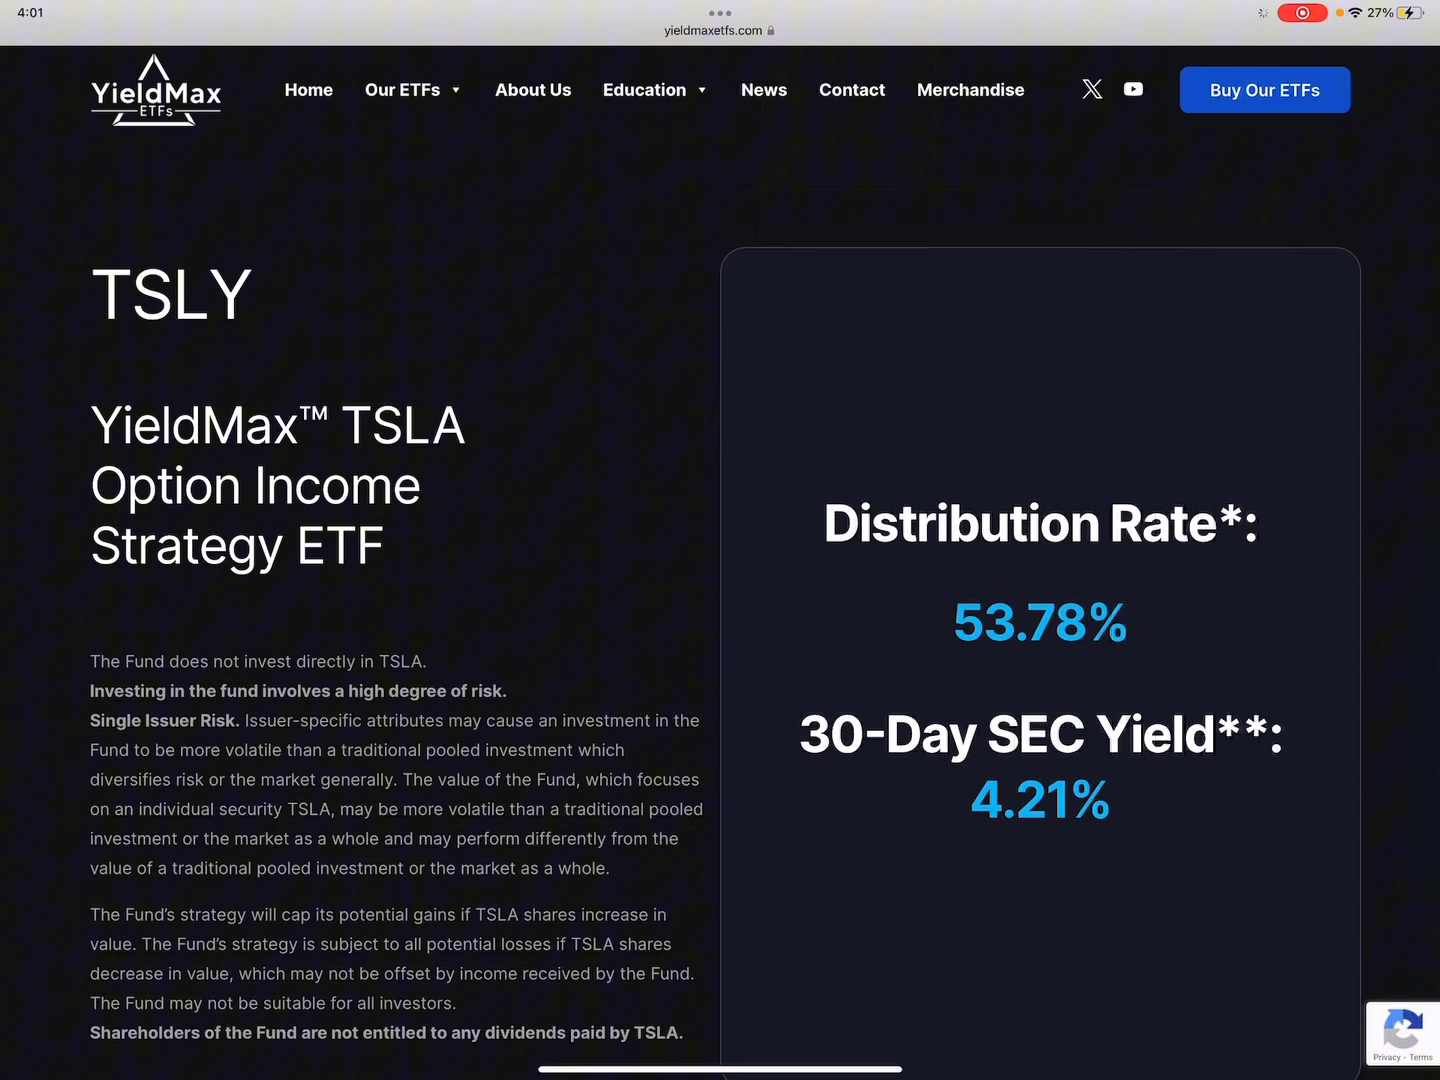 4:01
yieldmaxetfs.com
27%
YieldMax
ETFs
Home
Our ETFs
About Us
Education
News
Contact
Merchandise
Buy Our ETFs
TSLY
YieldMax™ TSLA
Option Income
Strategy ETF
The Fund does not invest directly in TSLA.
Investing in the fund involves a high degree of risk.
Single Issuer Risk. Issuer-specific attributes may cause an investment in the
Fund to be more volatile than a traditional pooled investment which
diversifies risk or the market generally. The value of the Fund, which focuses
on an individual security TSLA, may be more volatile than a traditional pooled
investment or the market as a whole and may perform differently from the
value of a traditional pooled investment or the market as a whole.
The Fund's strategy will cap its potential gains if TSLA shares increase in
value. The Fund's strategy is subject to all potential losses if TSLA shares
decrease in value, which may not be offset by income received by the Fund.
The Fund may not be suitable for all investors.
Shareholders of the Fund are not entitled to any dividends paid by TSLA.
Distribution Rate*:
53.78%
30-Day SEC Yield**:
4.21%
Privacy - Terms